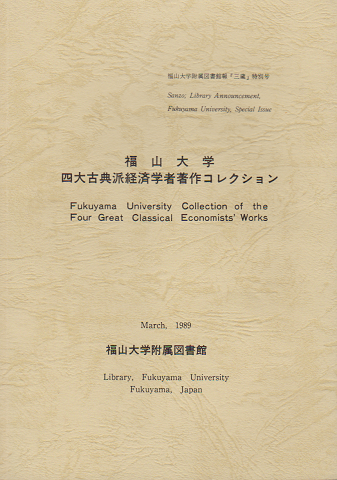 福山大学附属図書館報「三蔵」特別号
Sanzo; Library Announcement,
Fukuyama University, Special Issue
福山大学
四大古典派経済学者著作コレクション
Fukuyama University Collection of the
Four Great Classical Economists' Works
March, 1989
福山大学附属図書館
Library, Fukuyama University
Fukuyama, Japan